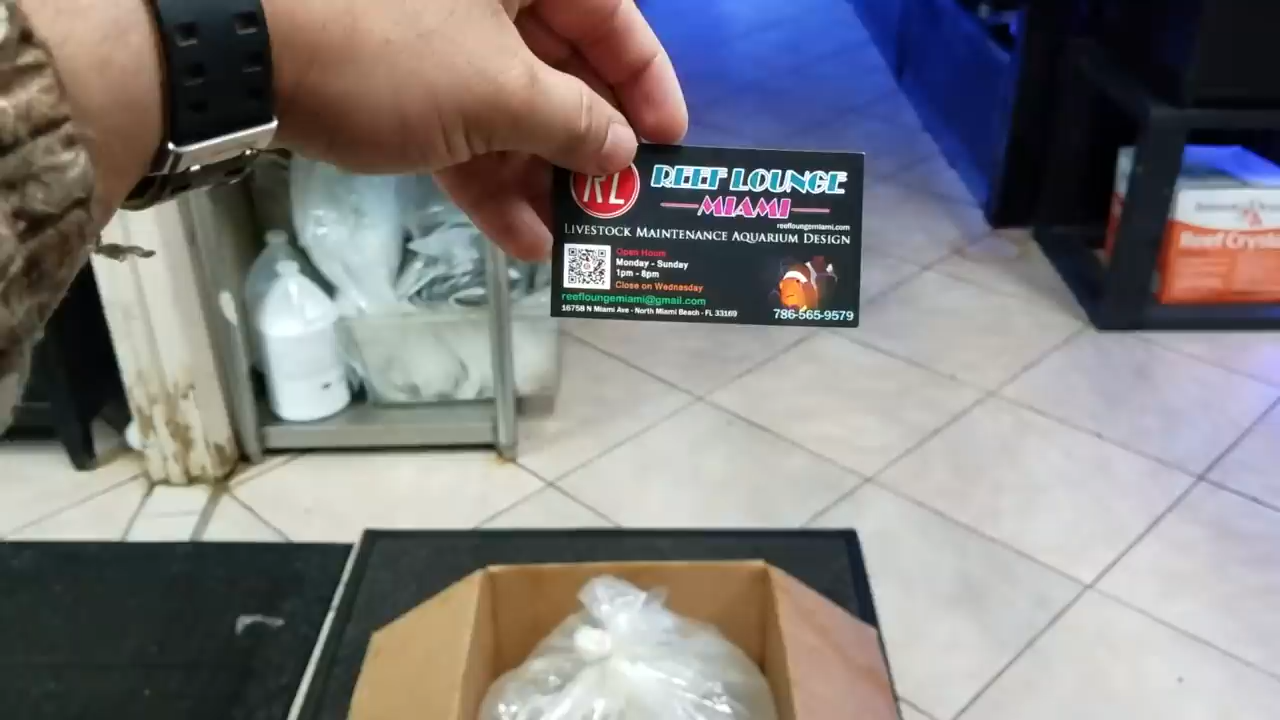 RL
REEF LOUNGE
MIAMI
reefloungemiami.com
LIVESTOCK MAINTENANCE AQUARIUM DESIGN
Open Hours
Monday - Sunday
1pm - 8pm
Close on Wednesday
reefloungemiami@gmail.com
16758 N Miami Ave - North Miami Beach - FL 33169
786-565-9579
Reef Crysta